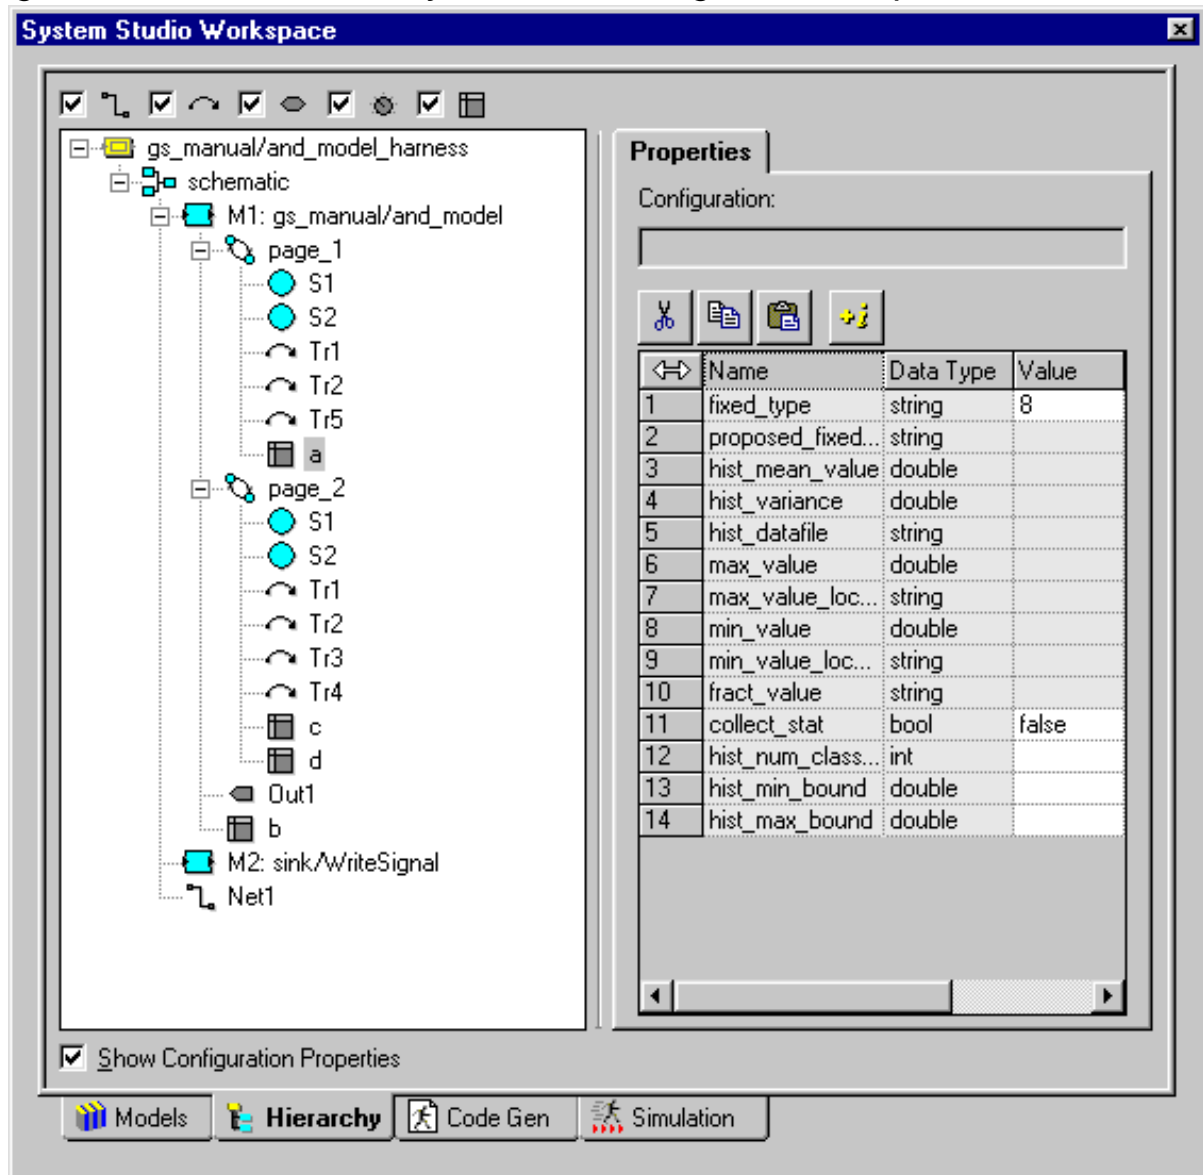 System Studio Workspace
gs_manual/and_model_harness
schematic
M1: gs_manual/and_model
page_1
S1
S2
Tr1
Tr2
Tr5
a
page_2
S1
S2
Tr1
Tr2
Tr3
Tr4
c
d
Out1
b
M2: sink/WriteSignal
Net1
Properties
Configuration:
Name Data Type Value
1 fixed_type string 8
2 proposed_fixed... string
3 hist_mean_value double
4 hist_variance double
5 hist_datafile string
6 max_value double
7 max_value_loc... string
8 min_value double
9 min_value_loc... string
10 fract_value string
11 collect_stat bool false
12 hist_num_class... int
13 hist_min_bound double
14 hist_max_bound double
Show Configuration Properties
Models Hierarchy Code Gen Simulation